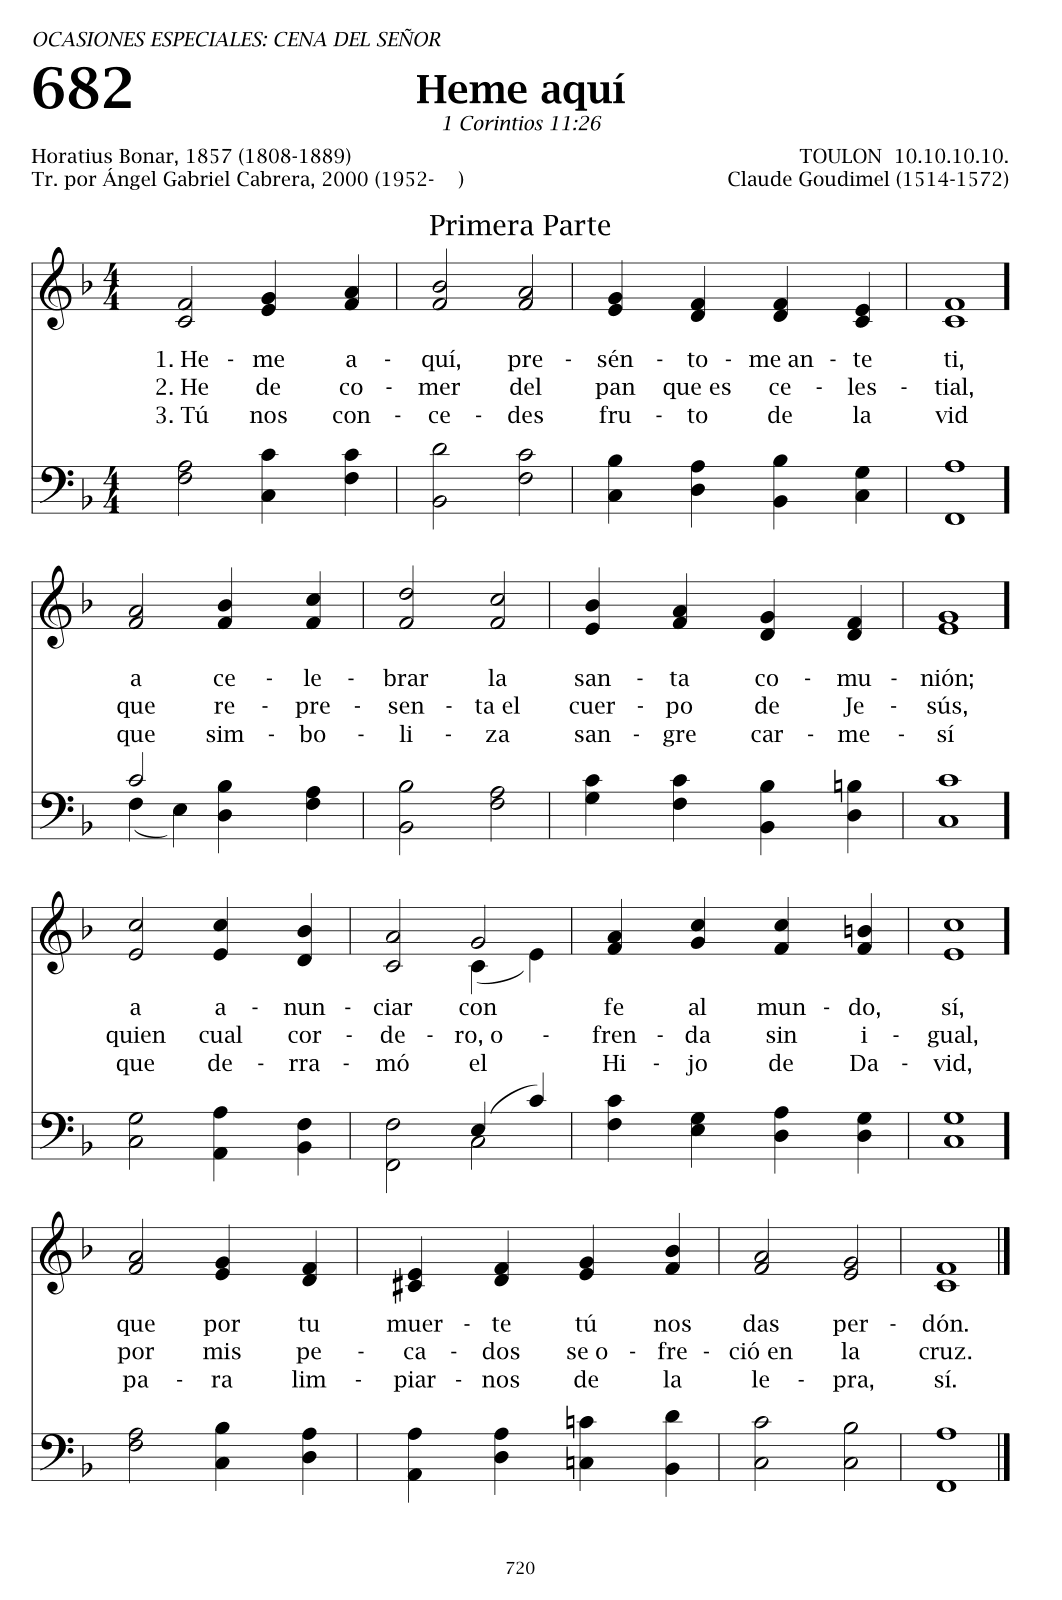 OCASIONES ESPECIALES: CENA DEL SEÑOR
682
Heme aquí
1 Corintios 11:26
Horatius Bonar, 1857 (1808-1889)
TOULON 10.10.10.10.
Tr. por Ángel Gabriel Cabrera, 2000 (1952- )
Claude Goudimel (1514-1572)
Primera Parte
1. He - me a - quí, pre - sén - to - me an - te ti,
2. He de co - mer del pan que es ce - les - tial,
3. Tú nos con - ce - des fru - to de la vid
a ce - le - brar la san - ta co - mu - nión;
que re - pre - sen - ta el cuer - po de Je - sús,
que sim - bo - li - za san - gre car - me - sí
a a - nun - ciar con fe al mun - do, sí,
quien cual cor - de - ro, o - fren - da sin i - gual,
que de - rra - mó el Hi - jo de Da - vid,
que por tu muer - te tú nos das per - dón.
por mis pe - ca - dos se o - fre - ció en la cruz.
pa - ra lim - piar - nos de la le - pra, sí.
720